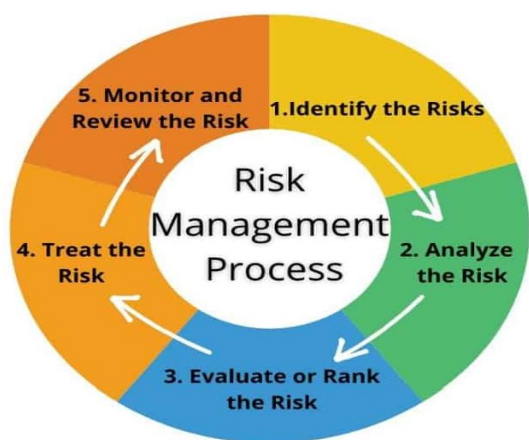 Risk
Management
Process
1.Identify the Risks
2. Analyze
the Risk
3. Evaluate or Rank
the Risk
4. Treat the
Risk
5. Monitor and
Review the Risk